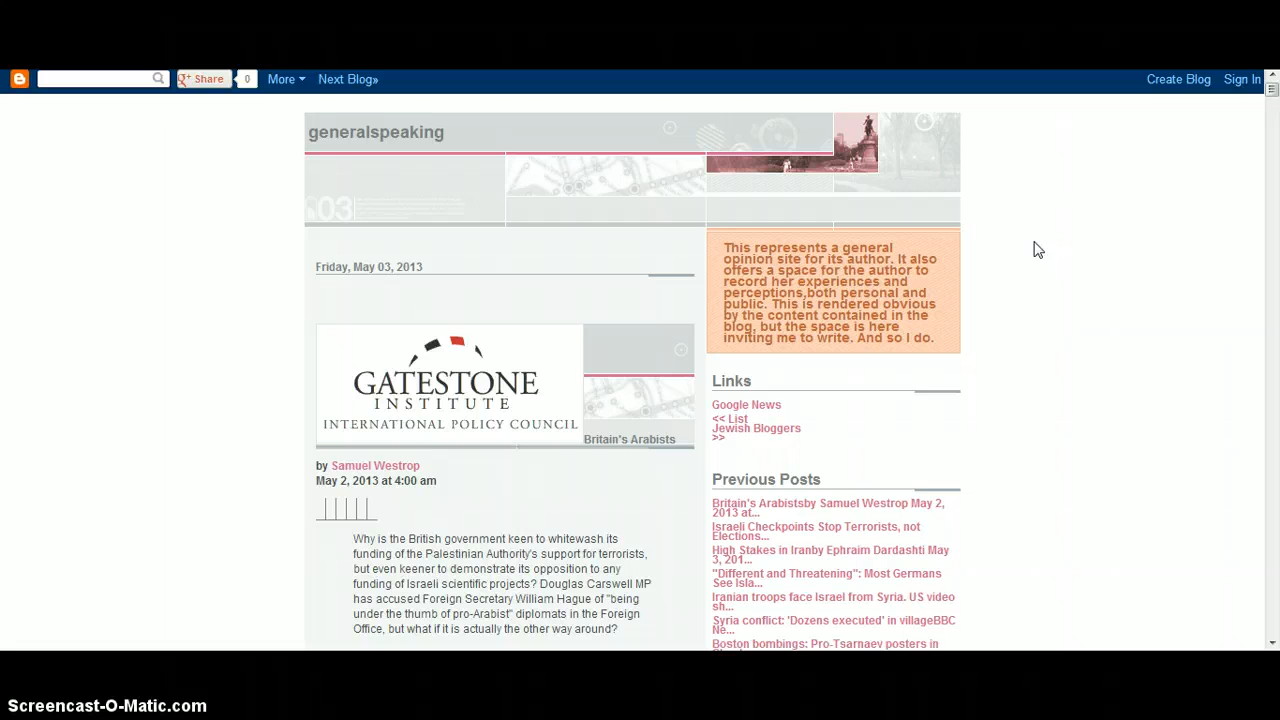 Share
0
More
Next Blog»
Create Blog
Sign In
generalspeaking
03
Friday, May 03, 2013
GATESTONE
INSTITUTE
INTERNATIONAL POLICY COUNCIL
Britain's Arabists
by Samuel Westrop
May 2, 2013 at 4:00 am
Why is the British government keen to whitewash its
funding of the Palestinian Authority's support for terrorists,
but even keener to demonstrate its opposition to any
funding of Israeli scientific projects? Douglas Carswell MP
has accused Foreign Secretary William Hague of "being
under the thumb of pro-Arabist" diplomats in the Foreign
Office, but what if it is actually the other way around?
This represents a general
opinion site for its author. It also
offers a space for the author to
record her experiences and
perceptions,both personal and
public. This is rendered obvious
by the content contained in the
blog, but the space is here
inviting me to write. And so I do.
Links
Google News
<< List
Jewish Bloggers
>>
Previous Posts
Britain's Arabistsby Samuel Westrop May 2,
2013 at...
Israeli Checkpoints Stop Terrorists, not
Elections...
High Stakes in Iranby Ephraim Dardashti May
3, 201...
"Different and Threatening": Most Germans
See Isla...
Iranian troops face Israel from Syria. US video
sh...
Syria conflict: 'Dozens executed' in villageBBC
Ne...
Boston bombings: Pro-Tsarnaev posters in
Screencast-O-Matic.com